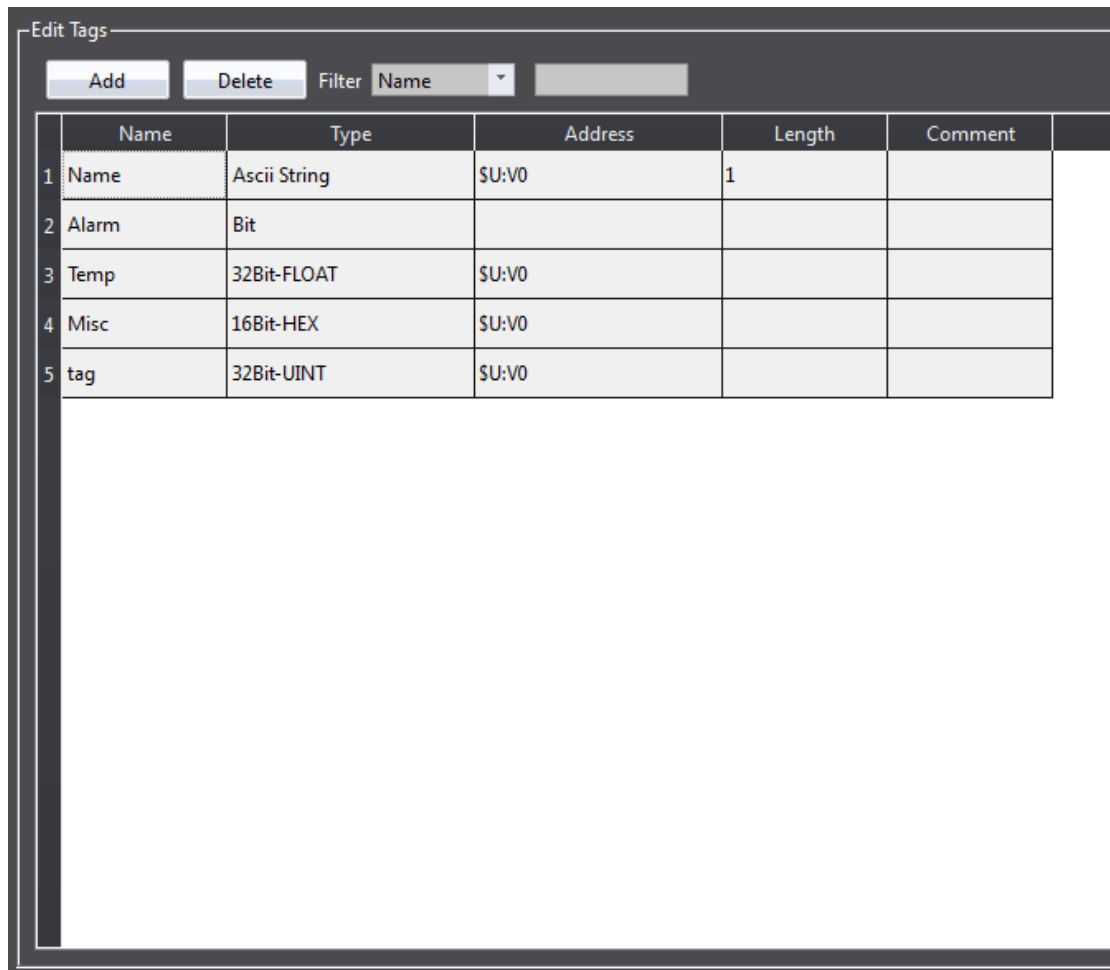 Edit Tags
Add Delete Filter Name
Name Type Address Length Comment
1 Name Ascii String $U:V0 1
2 Alarm Bit
3 Temp 32Bit-FLOAT $U:V0
4 Misc 16Bit-HEX $U:V0
5 tag 32Bit-UINT $U:V0